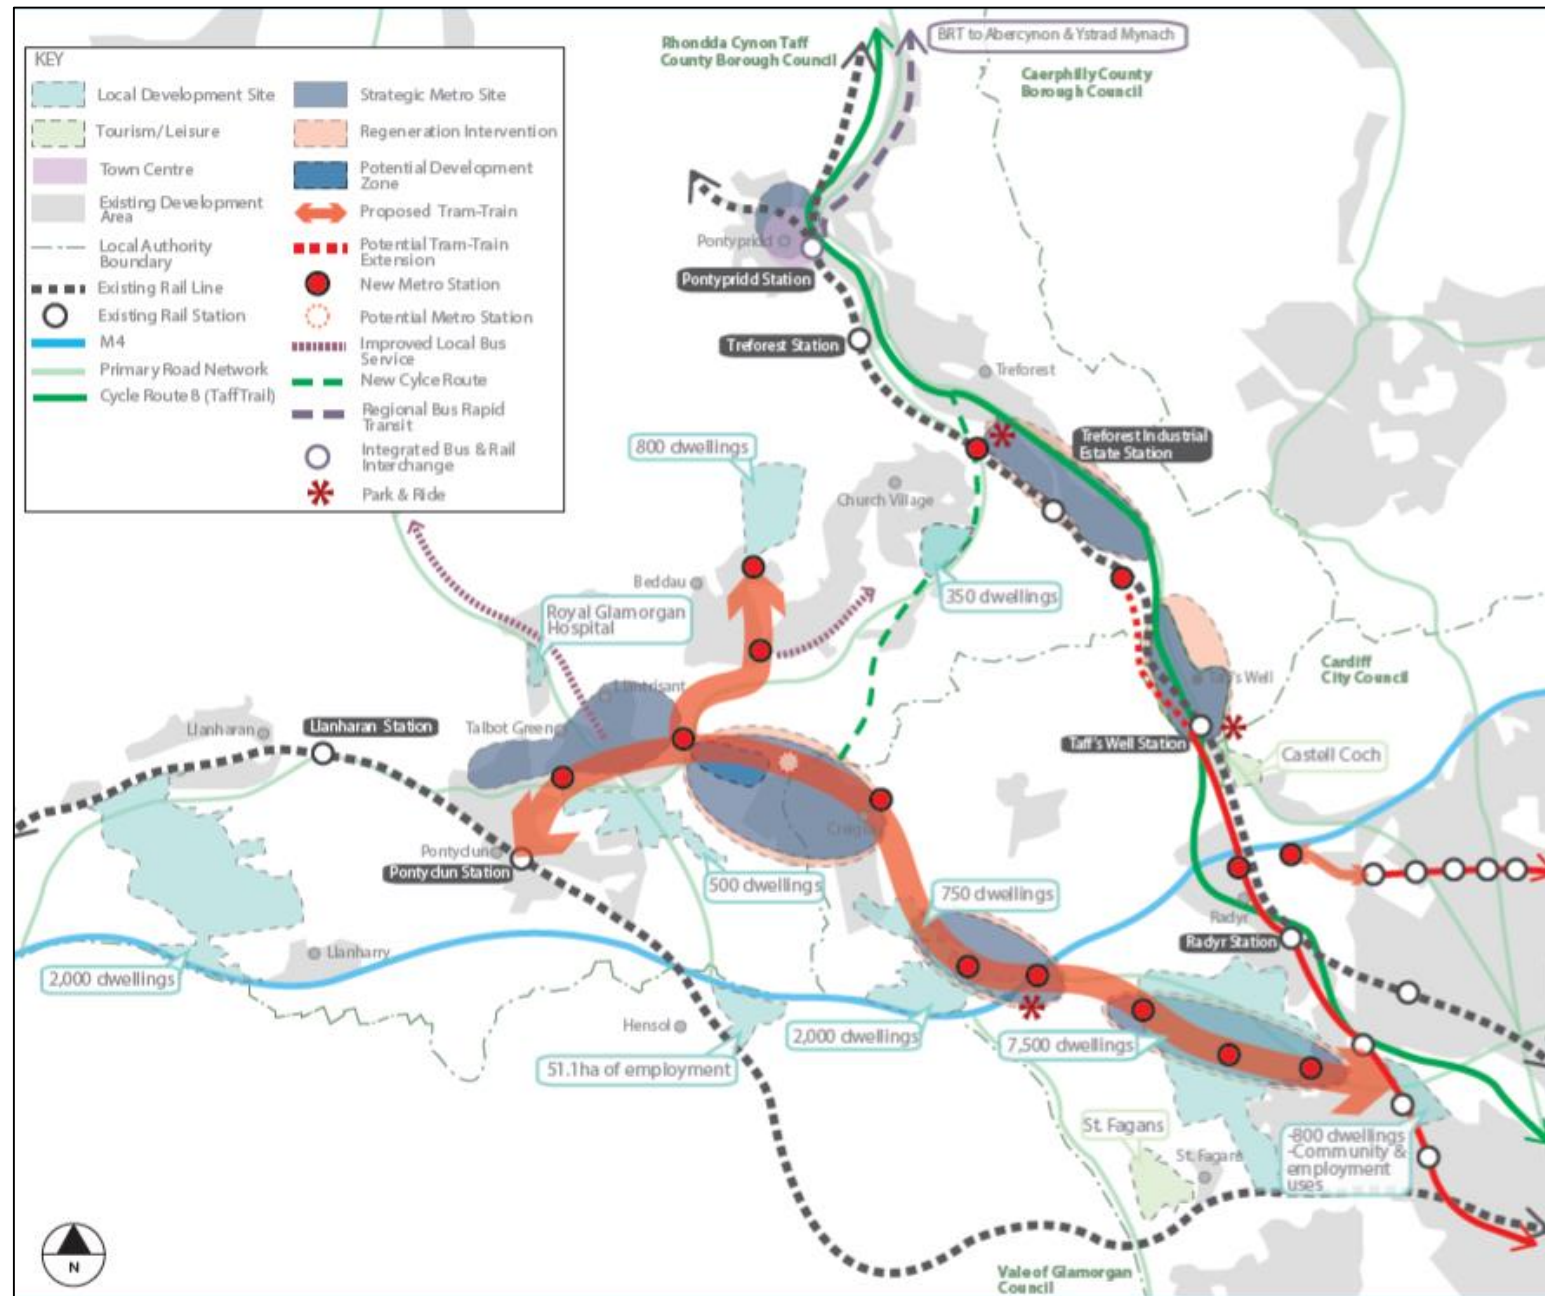 KEY
Local Development Site
Tourism/Leisure
Town Centre
Existing Development
Area
Local Authority
Boundary
Existing Rail Line
Existing Rail Station
M4
Primary Road Network
Cycle Route 8 (Taff Trail)
Strategic Metro Site
Regeneration Intervention
Potential Development
Zone
Proposed Tram-Train
Potential Tram-Train
Extension
New Metro Station
Potential Metro Station
Improved Local Bus
Service
New Cylce Route
Regional Bus Rapid
Transit
Integrated Bus & Rail
Interchange
Park & Ride
Rhondda Cynon Taff
County Borough Council
BRT to Abercynon & Ystrad Mynach
Caerphilly County
Borough Council
Pontypridd
Pontypridd Station
Treforest Station
Treforest
Treforest Industrial
Estate Station
800 dwellings
Church Village
Beddau
350 dwellings
Royal Glamorgan
Hospital
Cardiff
City Council
Taff's Well
Llantrisant
Talbot Green
Llanharan
Llanharan Station
Taff's Well Station
Castell Coch
Pontyclun
Pontyclun Station
500 dwellings
750 dwellings
Radyr
Radyr Station
Llanharry
2,000 dwellings
Hensol
2,000 dwellings
7,500 dwellings
51.1ha of employment
St. Fagans
St. Fagans
-800 dwellings
-Community &
employment
uses
Vale of Glamorgan
Council
N